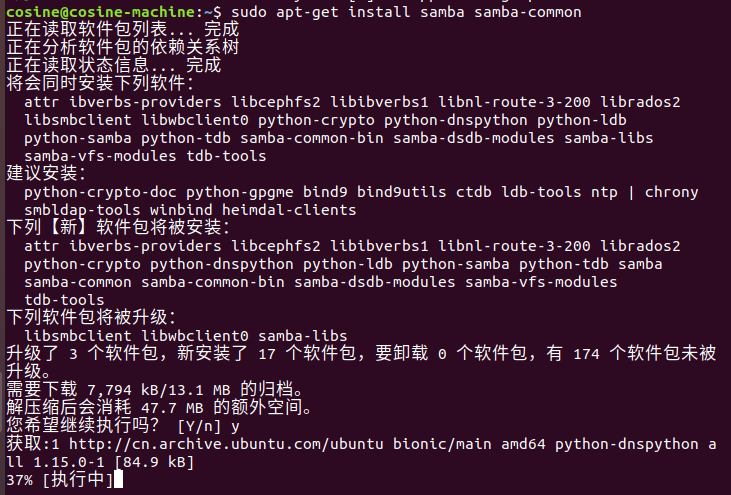 cosine@cosine-machine:~$ sudo apt-get install samba samba-common
正在读取软件包列表... 完成
正在分析软件包的依赖关系树
正在读取状态信息... 完成
将会同时安装下列软件：
attr ibverbs-providers libcephfs2 libibverbs1 libnl-route-3-200 librados2
libsmbclient libwbclient0 python-crypto python-dnspython python-ldb
python-samba python-tdb samba-common-bin samba-dsdb-modules samba-libs
samba-vfs-modules tdb-tools
建议安装：
python-crypto-doc python-gpgme bind9 bind9utils ctdb ldb-tools ntp | chrony
smbldap-tools winbind heimdal-clients
下列【新】软件包将被安装：
attr ibverbs-providers libcephfs2 libibverbs1 libnl-route-3-200 librados2
python-crypto python-dnspython python-ldb python-samba python-tdb samba
samba-common samba-common-bin samba-dsdb-modules samba-vfs-modules
tdb-tools
下列软件包将被升级：
libsmbclient libwbclient0 samba-libs
升级了 3 个软件包，新安装了 17 个软件包，要卸载 0 个软件包，有 174 个软件包未被
升级。
需要下载 7,794 kB/13.1 MB 的归档。
解压缩后会消耗 47.7 MB 的额外空间。
您希望继续执行吗？ [Y/n] y
获取:1 http://cn.archive.ubuntu.com/ubuntu bionic/main amd64 python-dnspython a
ll 1.15.0-1 [84.9 kB]
37% [执行中]